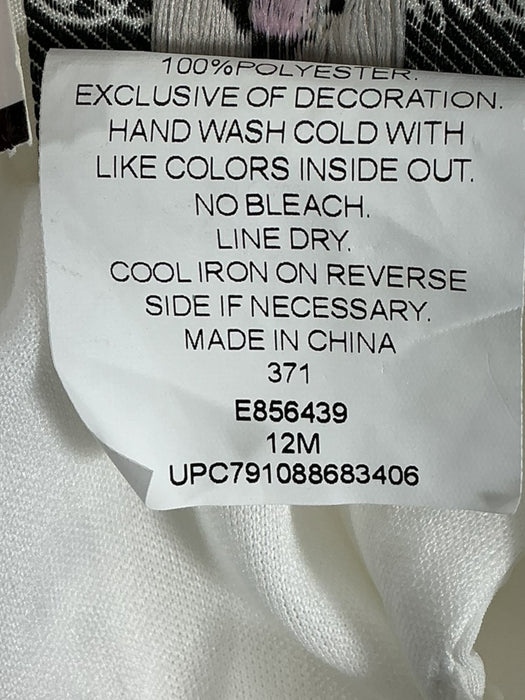 100%POLYESTER.
EXCLUSIVE OF DECORATION.
HAND WASH COLD WITH
LIKE COLORS INSIDE OUT.
NO BLEACH.
LINE DRY.
COOL IRON ON REVERSE
SIDE IF NECESSARY.
MADE IN CHINA
371
E856439
12M
UPC791088683406